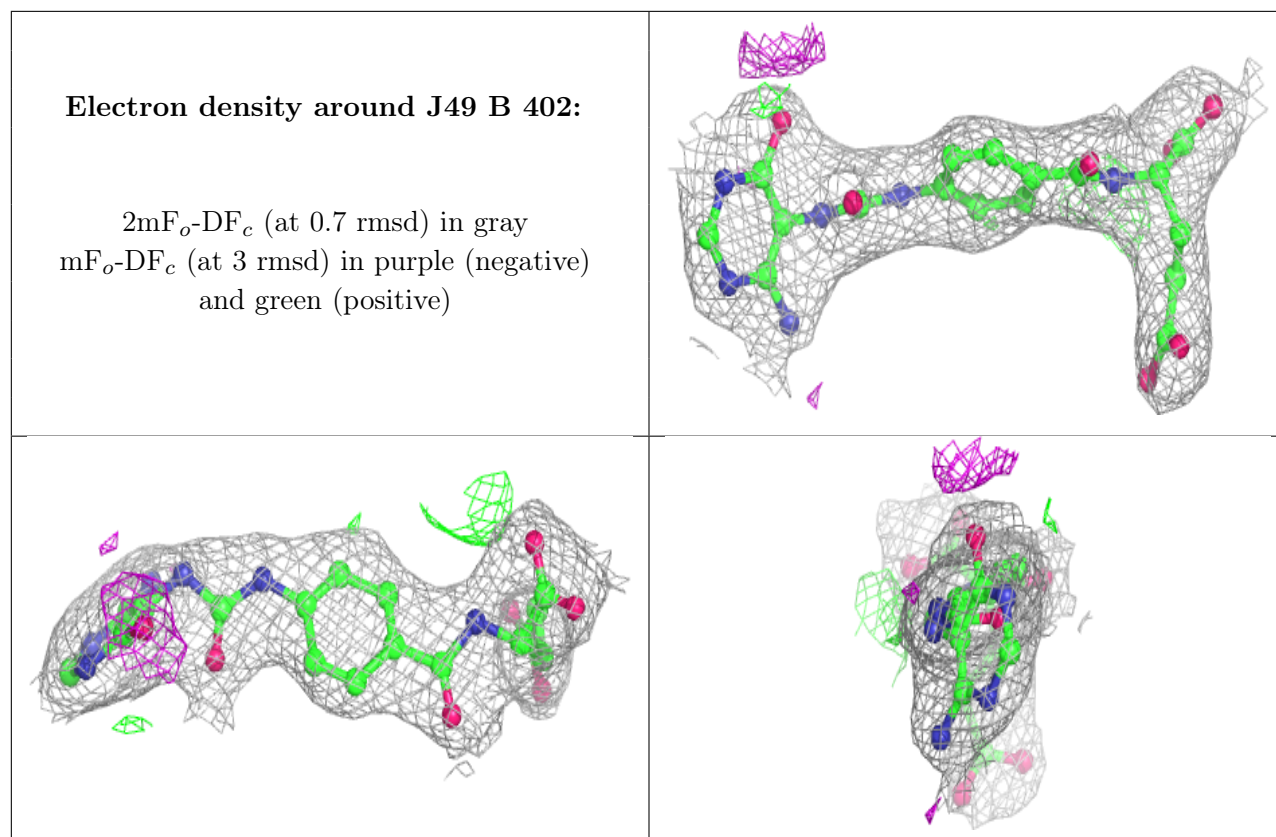 Electron density around J49 B 402:
2mFo-DFc (at 0.7 rmsd) in gray
mFo-DFc (at 3 rmsd) in purple (negative)
and green (positive)